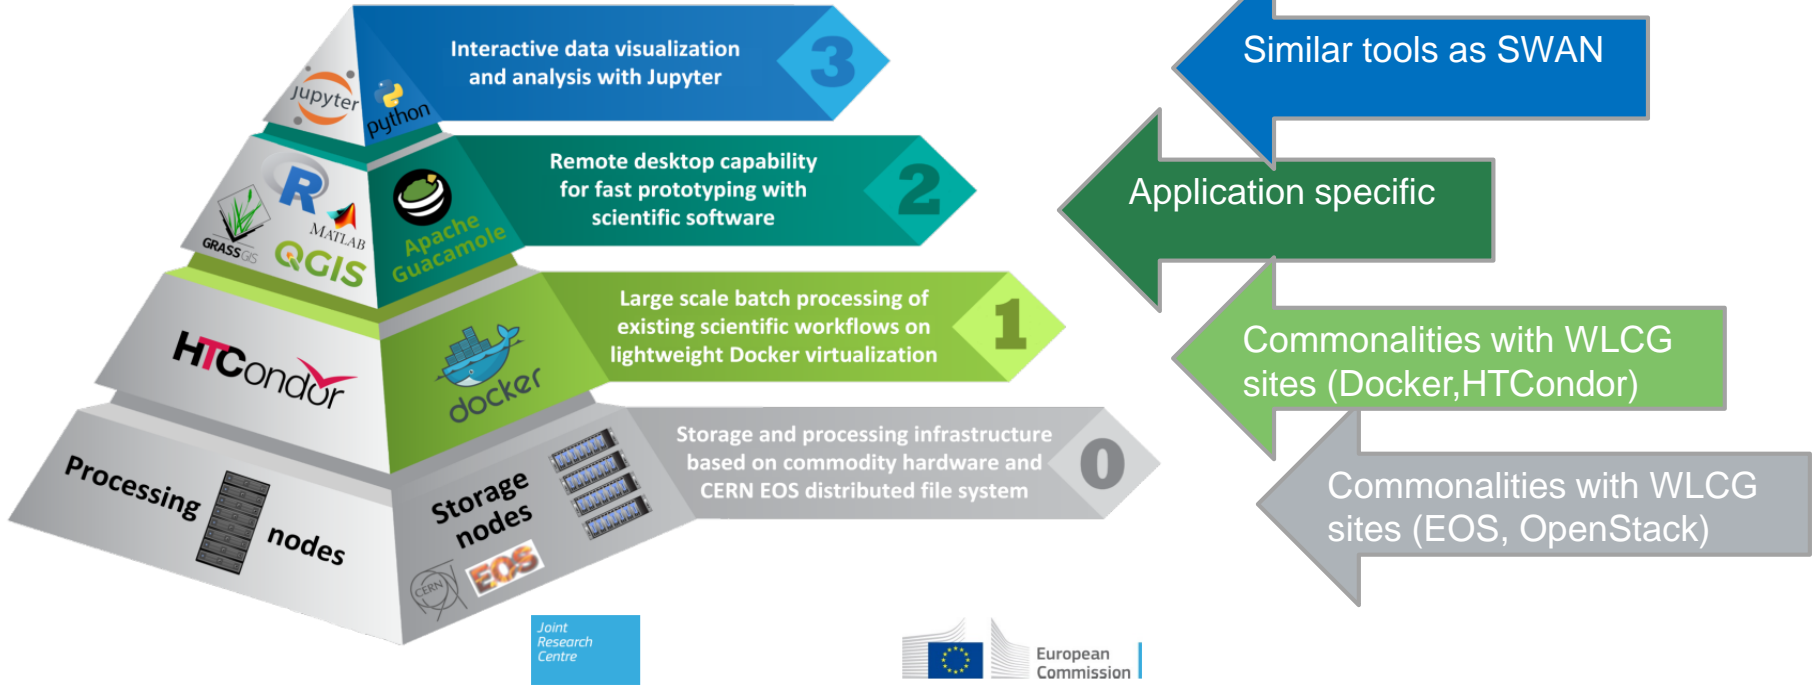 Interactive data visualization
and analysis with Jupyter
3
Similar tools as SWAN
Jupyter
python
Remote desktop capability
for fast prototyping with
scientific software
2
Application specific
R
MATLAB
GRASS GIS
QGIS
Apache
Guacamole
Large scale batch processing of
existing scientific workflows on
lightweight Docker virtualization
1
Commonalities with WLCG
sites (Docker,HTCondor)
HTCondor
docker
Storage and processing infrastructure
based on commodity hardware and
CERN EOS distributed file system
0
Commonalities with WLCG
sites (EOS, OpenStack)
Processing
nodes
Storage
nodes
CERN
EOS
Joint
Research
Centre
European
Commission